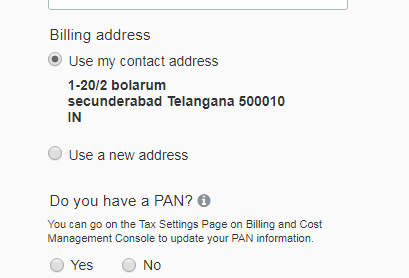 Billing address
Use my contact address
1-20/2 bolarum
secunderabad Telangana 500010
IN
Use a new address
Do you have a PAN?
You can go on the Tax Settings Page on Billing and Cost
Management Console to update your PAN information.
Yes No